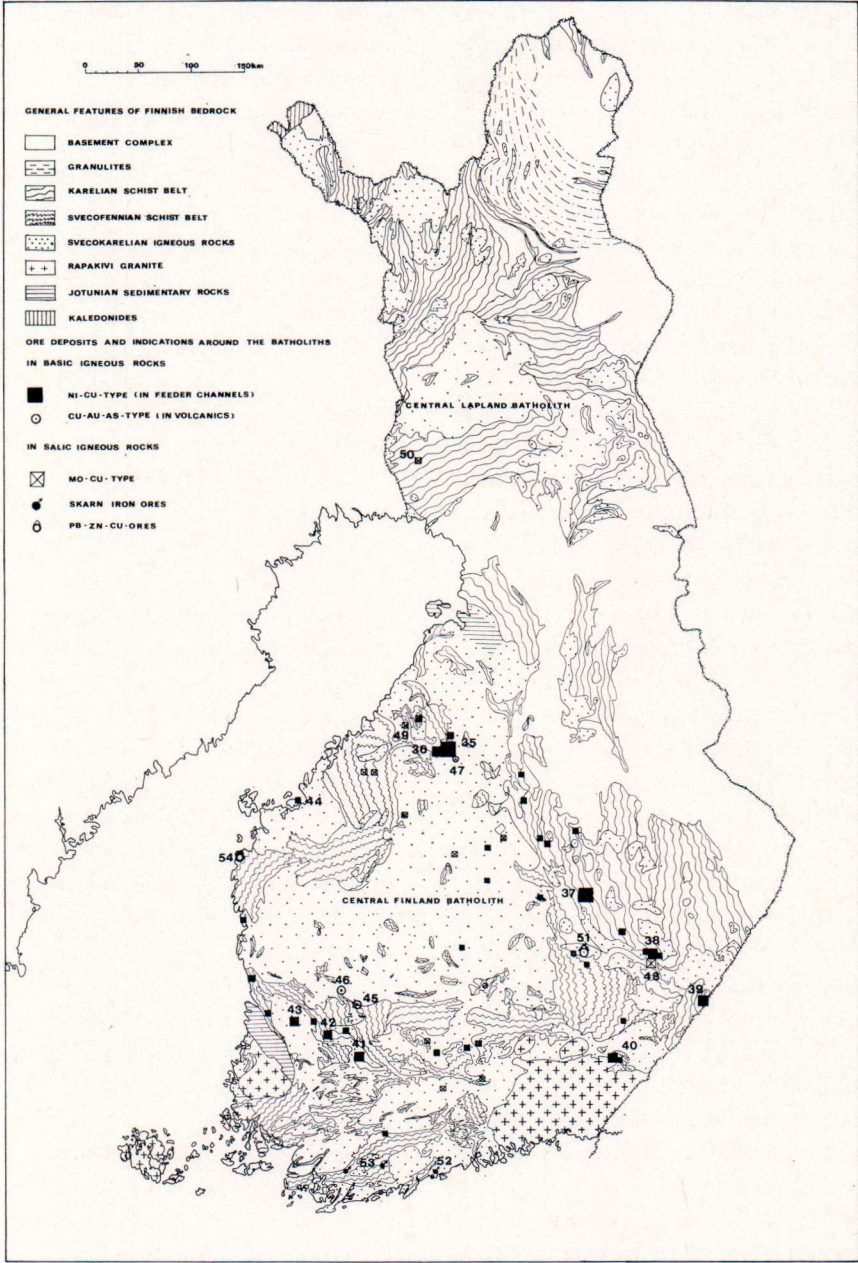 0 50 100 150km
GENERAL FEATURES OF FINNISH BEDROCK
BASEMENT COMPLEX
GRANULITES
KARELIAN SCHIST BELT
SVECOFENNIAN SCHIST BELT
SVECOKARELIAN IGNEOUS ROCKS
RAPAKIVI GRANITE
JOTUNIAN SEDIMENTARY ROCKS
KALEDONIDES
ORE DEPOSITS AND INDICATIONS AROUND THE BATHOLITHS
IN BASIC IGNEOUS ROCKS
NI-CU-TYPE (IN FEEDER CHANNELS)
CU-AU-AS-TYPE (IN VOLCANICS)
IN SALIC IGNEOUS ROCKS
MO-CU-TYPE
SKARN IRON ORES
PB-ZN-CU-ORES
CENTRAL LAPLAND BATHOLITH
50
49
36
35
47
44
54
37
CENTRAL FINLAND BATHOLITH
51
38
48
39
46
45
43
42
41
40
53
52